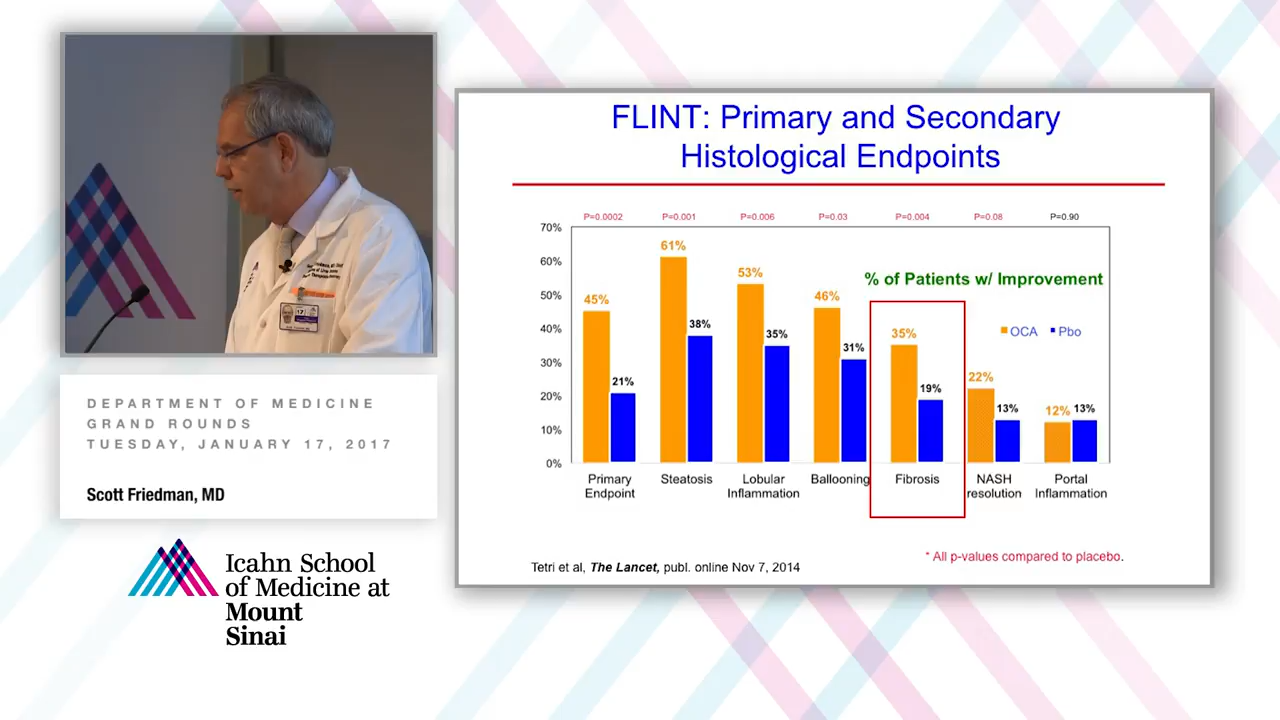 DEPARTMENT OF MEDICINE
GRAND ROUNDS
TUESDAY, JANUARY 17, 2017
Scott Friedman, MD
Icahn School
of Medicine at
Mount
Sinai
FLINT: Primary and Secondary
Histological Endpoints
P=0.0002 P=0.001 P=0.006 P=0.03 P=0.004 P=0.08 P=0.90
70%
60%
50%
40%
30%
20%
10%
0%
% of Patients w/ Improvement
OCA Pbo
45% 21%
61% 38%
53% 35%
46% 31%
35% 19%
22% 13%
12% 13%
Primary
Endpoint
Steatosis
Lobular
Inflammation
Ballooning
Fibrosis
NASH
resolution
Portal
Inflammation
* All p-values compared to placebo.
Tetri et al, The Lancet, publ. online Nov 7, 2014